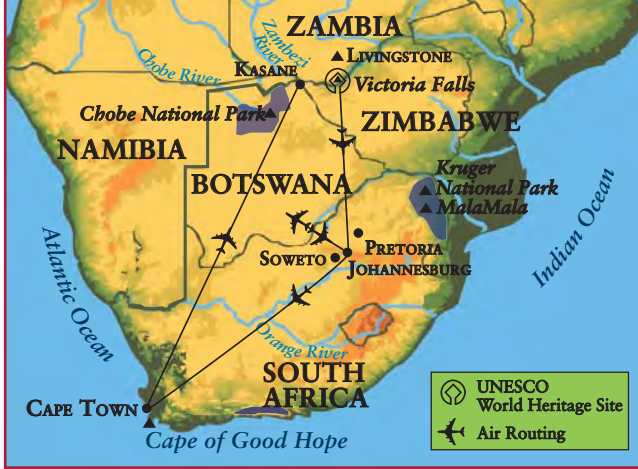 ZAMBIA
Zambezi
River
Chobe River
LIVINGSTONE
KASANE
Victoria Falls
Chobe National Park
ZIMBABWE
NAMIBIA
BOTSWANA
Kruger
National Park
MalaMala
PRETORIA
SOWETO
JOHANNESBURG
Atlantic Ocean
Indian Ocean
Orange River
SOUTH
AFRICA
CAPE TOWN
Cape of Good Hope
UNESCO
World Heritage Site
Air Routing